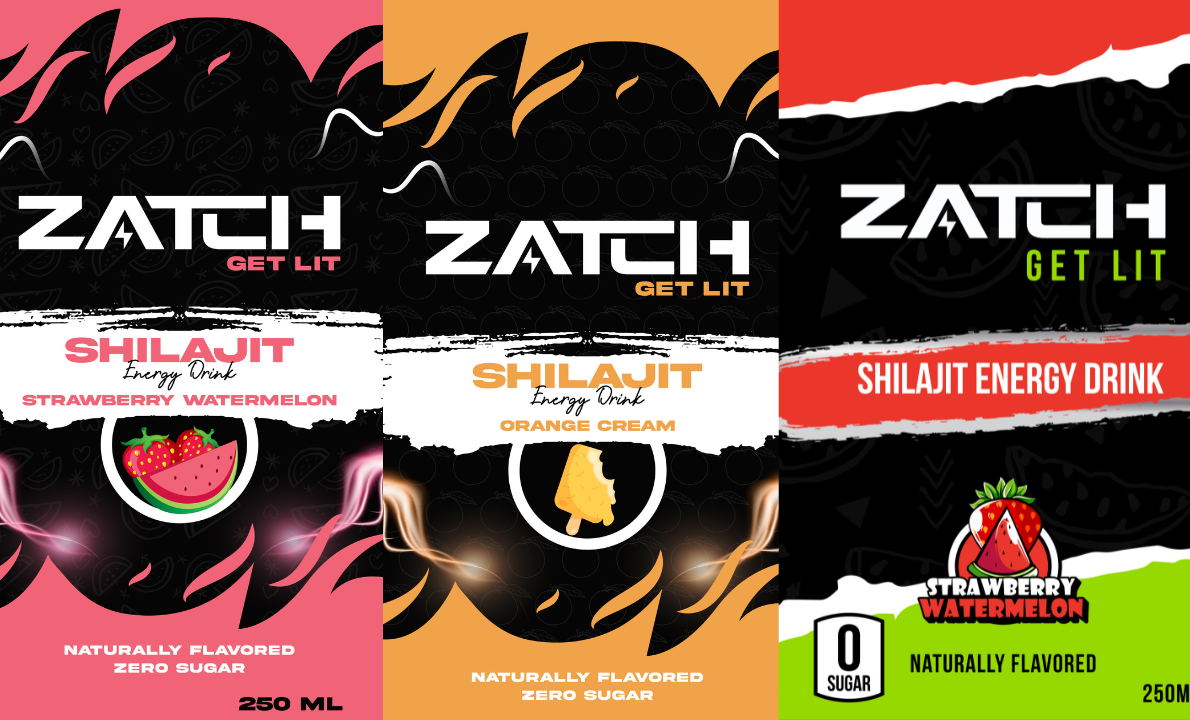 ZATCH
GET LIT
SHILAJIT
Energy Drink
STRAWBERRY WATERMELON
NATURALLY FLAVORED
ZERO SUGAR
250 ML
ZATCH
GET LIT
SHILAJIT
Energy Drink
ORANGE CREAM
NATURALLY FLAVORED
ZERO SUGAR
ZATCH
GET LIT
SHILAJIT ENERGY DRINK
STRAWBERRY
WATERMELON
0
SUGAR
NATURALLY FLAVORED
250M